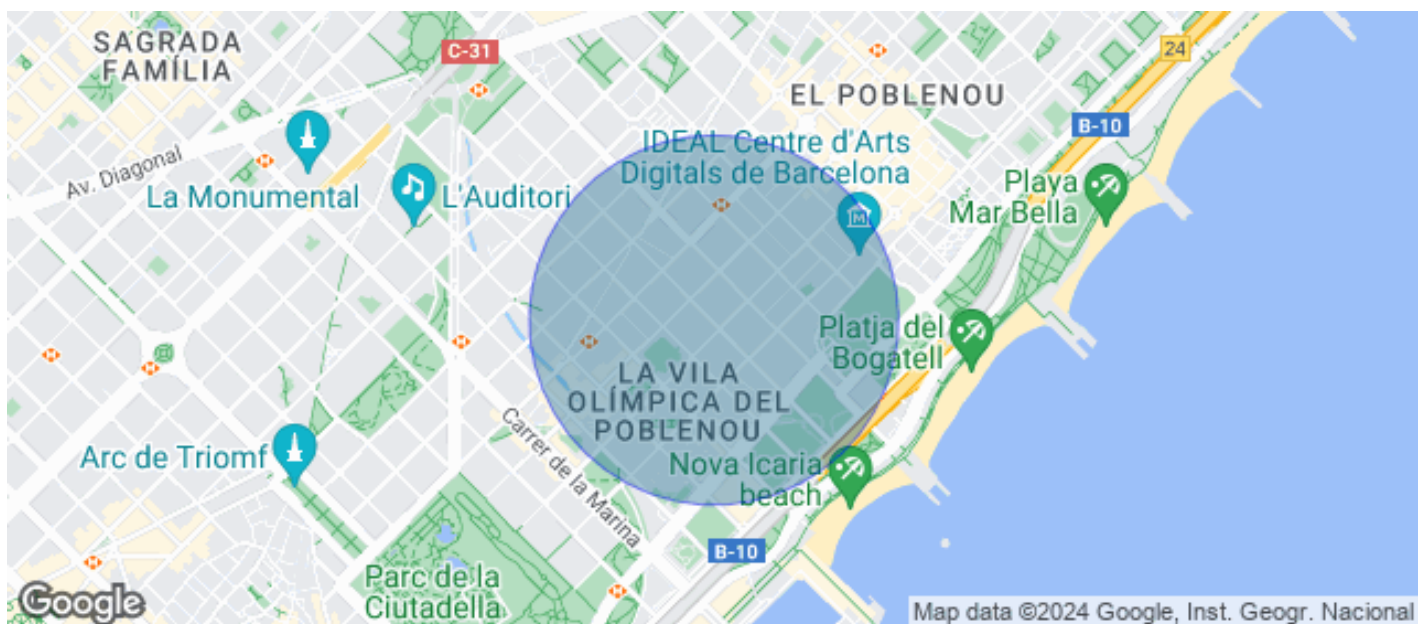 SAGRADA
FAMÍLIA
C-31
24
EL POBLENOU
B-10
IDEAL Centre d'Arts
Digitals de Barcelona
Av. Diagonal
La Monumental
L'Auditori
Playa
Mar Bella
Platja del
Bogatell
LA VILA
OLÍMPICA DEL
POBLENOU
Carrer de la Marina
Arc de Triomf
Nova Icaria
beach
B-10
Parc de la
Ciutadella
Google
Map data ©2024 Google, Inst. Geogr. Nacional